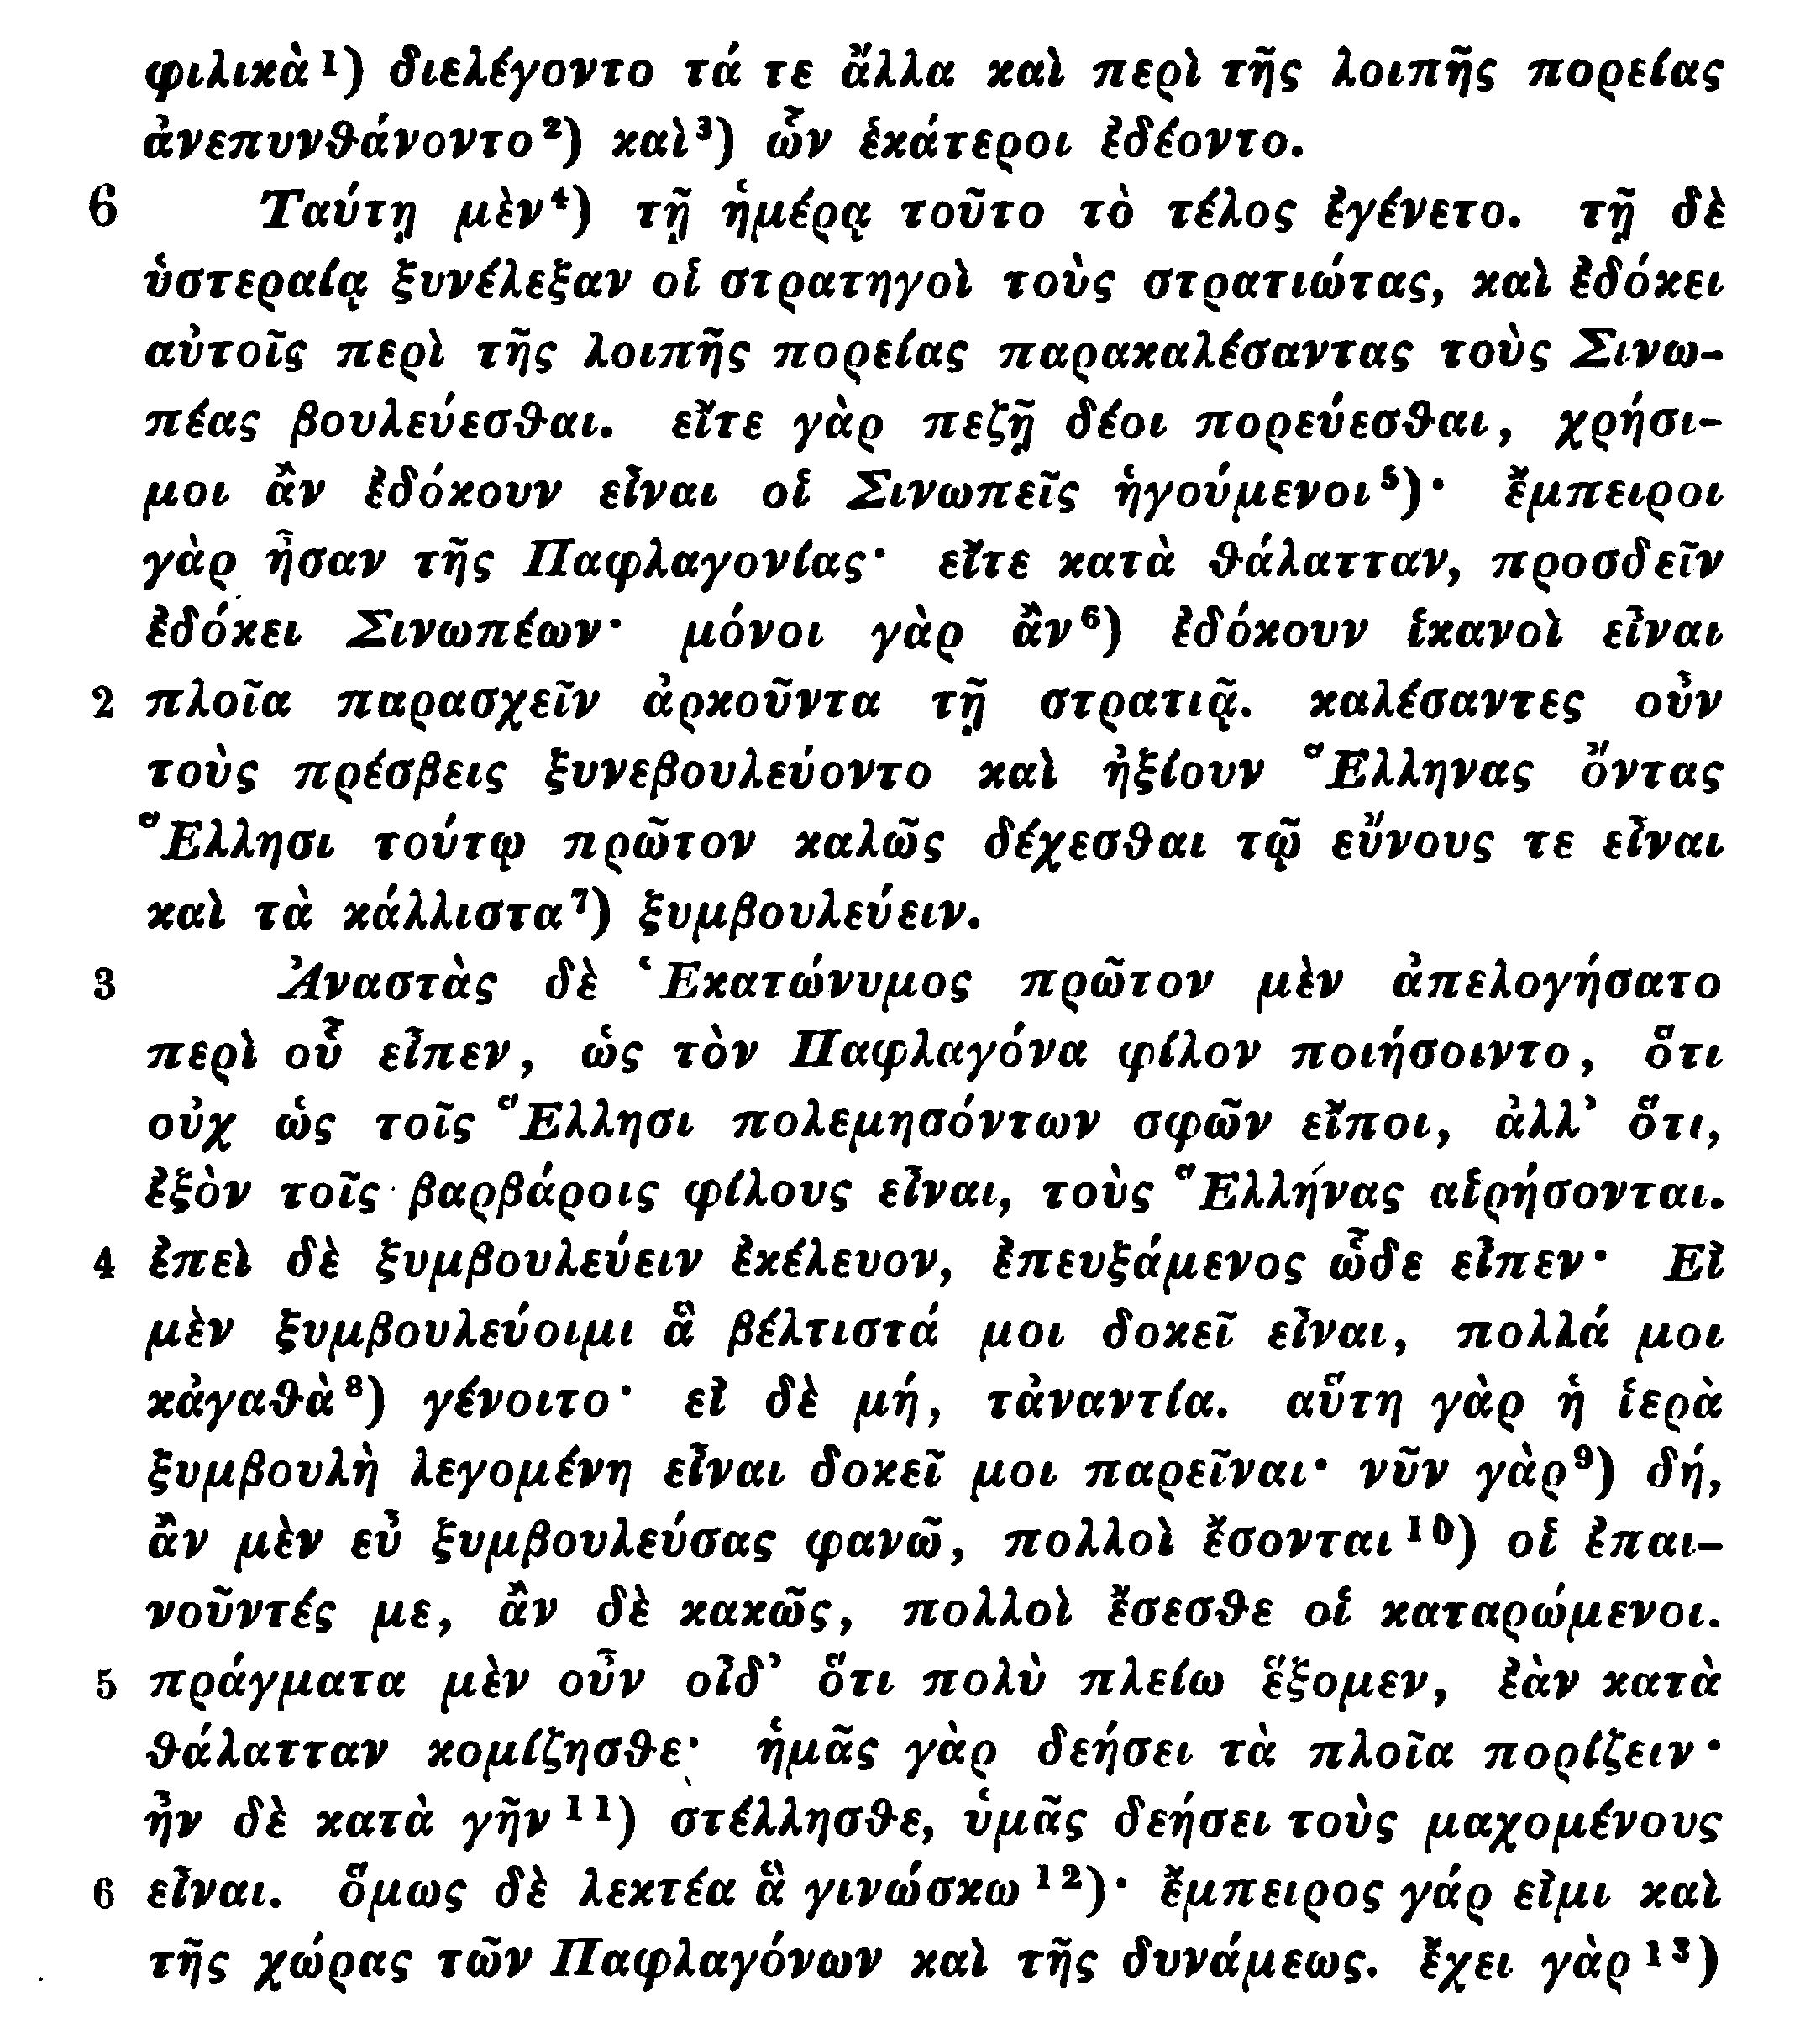 φιλικὰ¹) διελέγοντο τά τε ἄλλα καὶ περὶ τῆς λοιπῆς πορείας
ἀνεπυνθάνοντο²) καὶ³) ὧν ἑκάτεροι ἐδέοντο.
6 Ταύτῃ μὲν⁴) τῇ ἡμέρᾳ τοῦτο τὸ τέλος ἐγένετο. τῇ δὲ
ὑστεραίᾳ ξυνέλεξαν οἱ στρατηγοὶ τοὺς στρατιώτας, καὶ ἐδόκει
αὐτοῖς περὶ τῆς λοιπῆς πορείας παρακαλέσαντας τοὺς Σινω-
πέας βουλεύεσθαι. εἴτε γὰρ πεζῇ δέοι πορεύεσθαι, χρήσι-
μοι ἂν ἐδόκουν εἶναι οἱ Σινωπεῖς ἡγούμενοι⁵)· ἔμπειροι
γὰρ ἦσαν τῆς Παφλαγονίας· εἴτε κατὰ θάλατταν, προσδεῖν
ἐδόκει Σινωπέων· μόνοι γὰρ ἂν⁶) ἐδόκουν ἱκανοὶ εἶναι
2 πλοῖα παρασχεῖν ἀρκοῦντα τῇ στρατιᾷ. καλέσαντες οὖν
τοὺς πρέσβεις ξυνεβουλεύοντο καὶ ἠξίουν Ἕλληνας ὄντας
Ἕλλησι τούτῳ πρῶτον καλῶς δέχεσθαι τῷ εὔνους τε εἶναι
καὶ τὰ κάλλιστα⁷) ξυμβουλεύειν.
3 Ἀναστὰς δὲ Ἑκατώνυμος πρῶτον μὲν ἀπελογήσατο
περὶ οὗ εἶπεν, ὡς τὸν Παφλαγόνα φίλον ποιήσοιντο, ὅτι
οὐχ ὡς τοῖς Ἕλλησι πολεμησόντων σφῶν εἴποι, ἀλλ’ ὅτι,
ἐξὸν τοῖς βαρβάροις φίλους εἶναι, τοὺς Ἕλληνας αἱρήσονται.
4 ἐπεὶ δὲ ξυμβουλεύειν ἐκέλευον, ἐπευξάμενος ὧδε εἶπεν· Εἰ
μὲν ξυμβουλεύοιμι ἃ βέλτιστά μοι δοκεῖ εἶναι, πολλά μοι
κἀγαθὰ⁸) γένοιτο· εἰ δὲ μή, τἀναντία. αὕτη γὰρ ἡ ἱερὰ
ξυμβουλὴ λεγομένη εἶναι δοκεῖ μοι παρεῖναι· νῦν γὰρ⁹) δή,
ἂν μὲν εὖ ξυμβουλεύσας φανῶ, πολλοὶ ἔσονται¹⁰) οἱ ἐπαι-
νοῦντές με, ἂν δὲ κακῶς, πολλοὶ ἔσεσθε οἱ καταρώμενοι.
5 πράγματα μὲν οὖν οἶδ’ ὅτι πολὺ πλείω ἕξομεν, ἐὰν κατὰ
θάλατταν κομίζησθε· ἡμᾶς γὰρ δεήσει τὰ πλοῖα πορίζειν·
ἢν δὲ κατὰ γῆν¹¹) στέλλησθε, ὑμᾶς δεήσει τοὺς μαχομένους
6 εἶναι. ὅμως δὲ λεκτέα ἃ γινώσκω¹²)· ἔμπειρος γάρ εἰμι καὶ
τῆς χώρας τῶν Παφλαγόνων καὶ τῆς δυνάμεως. ἔχει γὰρ¹³)